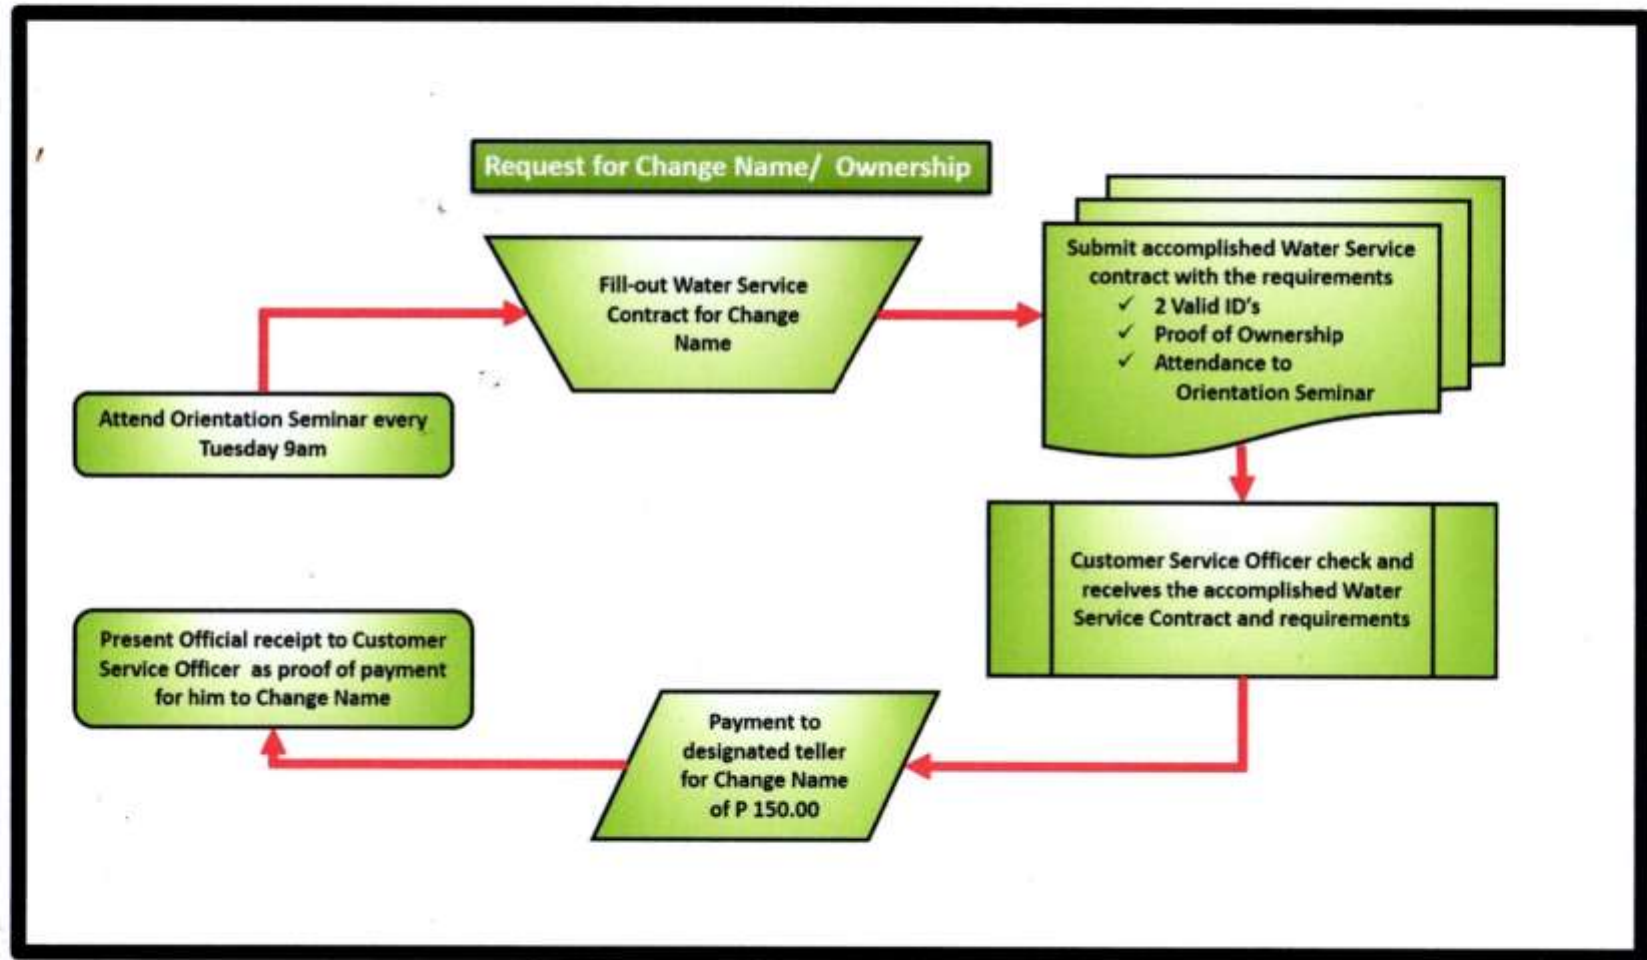 Request for Change Name/ Ownership
Attend Orientation Seminar every
Tuesday 9am
Fill-out Water Service
Contract for Change
Name
Submit accomplished Water Service
contract with the requirements
✓ 2 Valid ID's
✓ Proof of Ownership
✓ Attendance to
Orientation Seminar
Customer Service Officer check and
receives the accomplished Water
Service Contract and requirements
Payment to
designated teller
for Change Name
of P 150.00
Present Official receipt to Customer
Service Officer as proof of payment
for him to Change Name